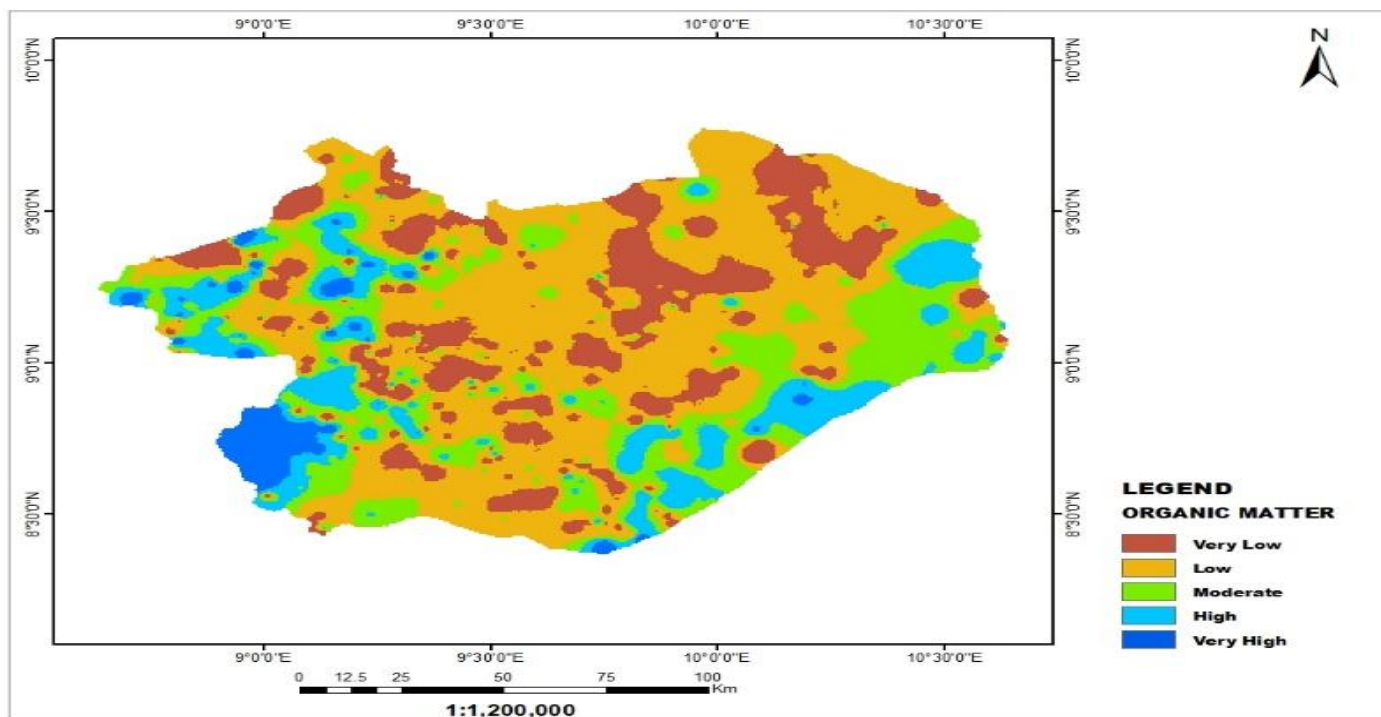 9°0'0"E 9°30'0"E 10°0'0"E 10°30'0"E
N
10°0'0"N 10°0'0"N
9°30'0"N 9°30'0"N
9°0'0"N 9°0'0"N
8°30'0"N 8°30'0"N
LEGEND
ORGANIC MATTER
Very Low
Low
Moderate
High
Very High
9°0'0"E 9°30'0"E 10°0'0"E 10°30'0"E
0 12.5 25 50 75 100
Km
1:1,200,000